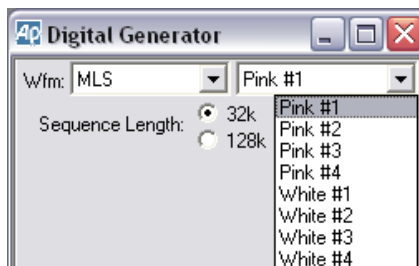 Ap Digital Generator
Wfm: MLS Pink #1
Sequence Length: 32k
128k
Pink #1
Pink #2
Pink #3
Pink #4
White #1
White #2
White #3
White #4